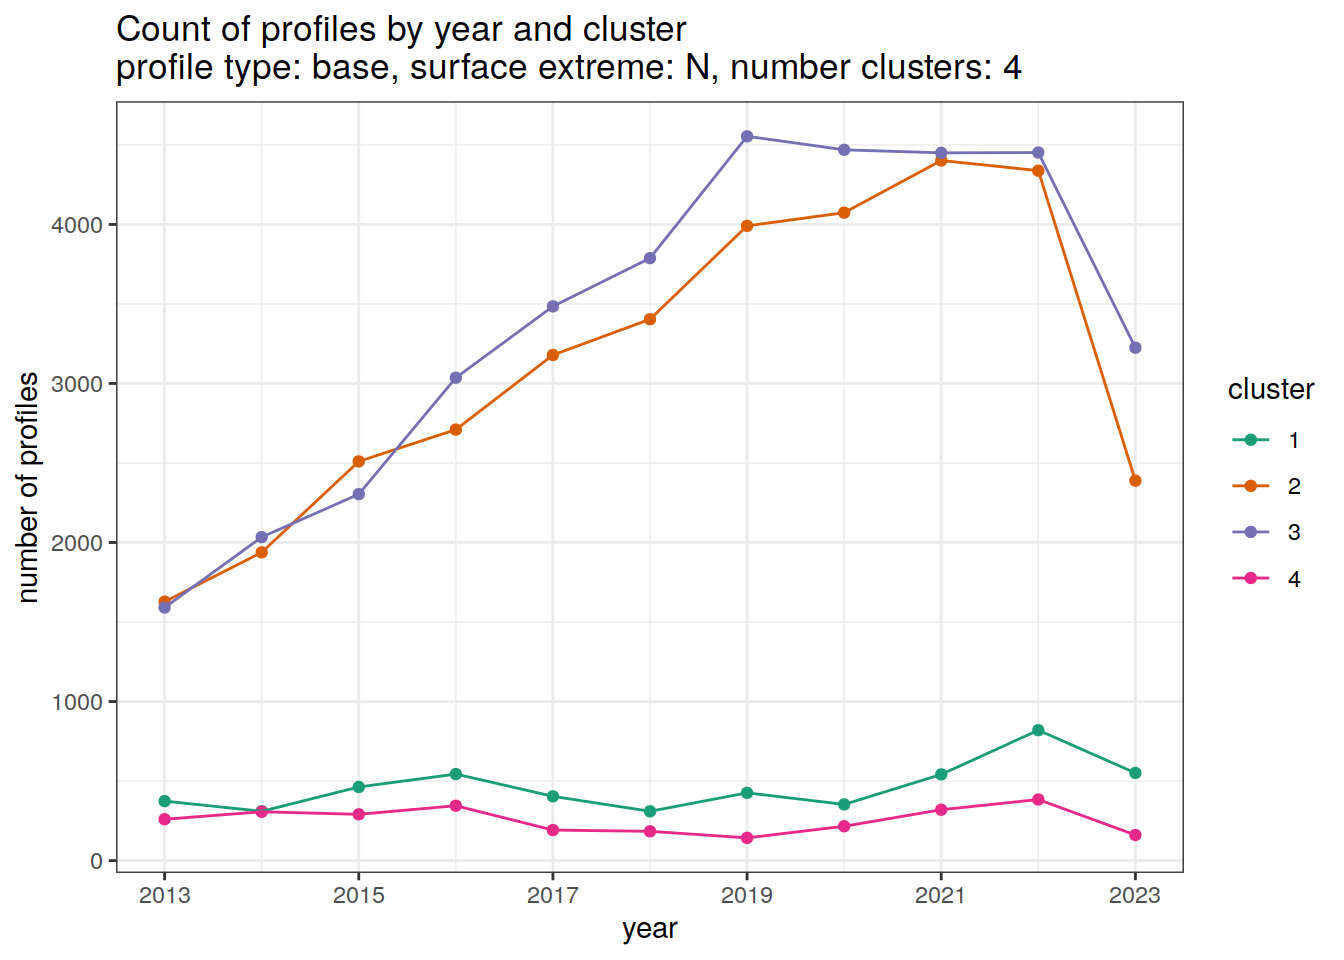 Count of profiles by year and cluster
profile type: base, surface extreme: N, number clusters: 4
number of profiles
4000
3000
2000
1000
0
2013 2015 2017 2019 2021 2023
year
cluster
1
2
3
4